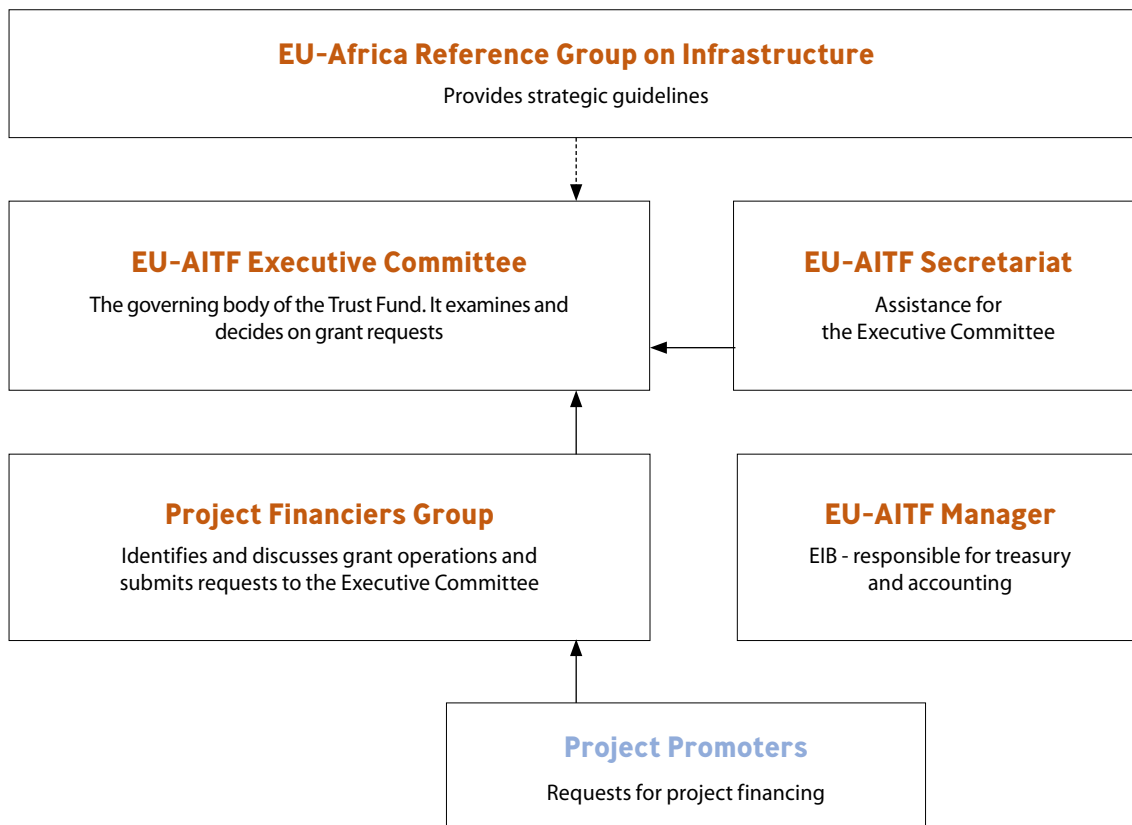 EU-Africa Reference Group on Infrastructure
Provides strategic guidelines
EU-AITF Executive Committee
The governing body of the Trust Fund. It examines and
decides on grant requests
EU-AITF Secretariat
Assistance for
the Executive Committee
Project Financiers Group
Identifies and discusses grant operations and
submits requests to the Executive Committee
EU-AITF Manager
EIB - responsible for treasury
and accounting
Project Promoters
Requests for project financing